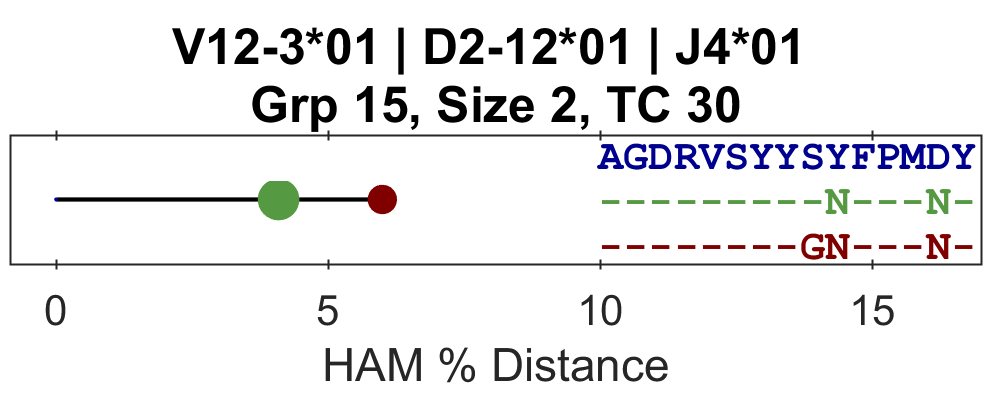 V12-3*01 | D2-12*01 | J4*01
Grp 15, Size 2, TC 30
AGDRVSYYSYFPMDY
---------N---N-
--------GN---N-
0 5 10 15
HAM % Distance